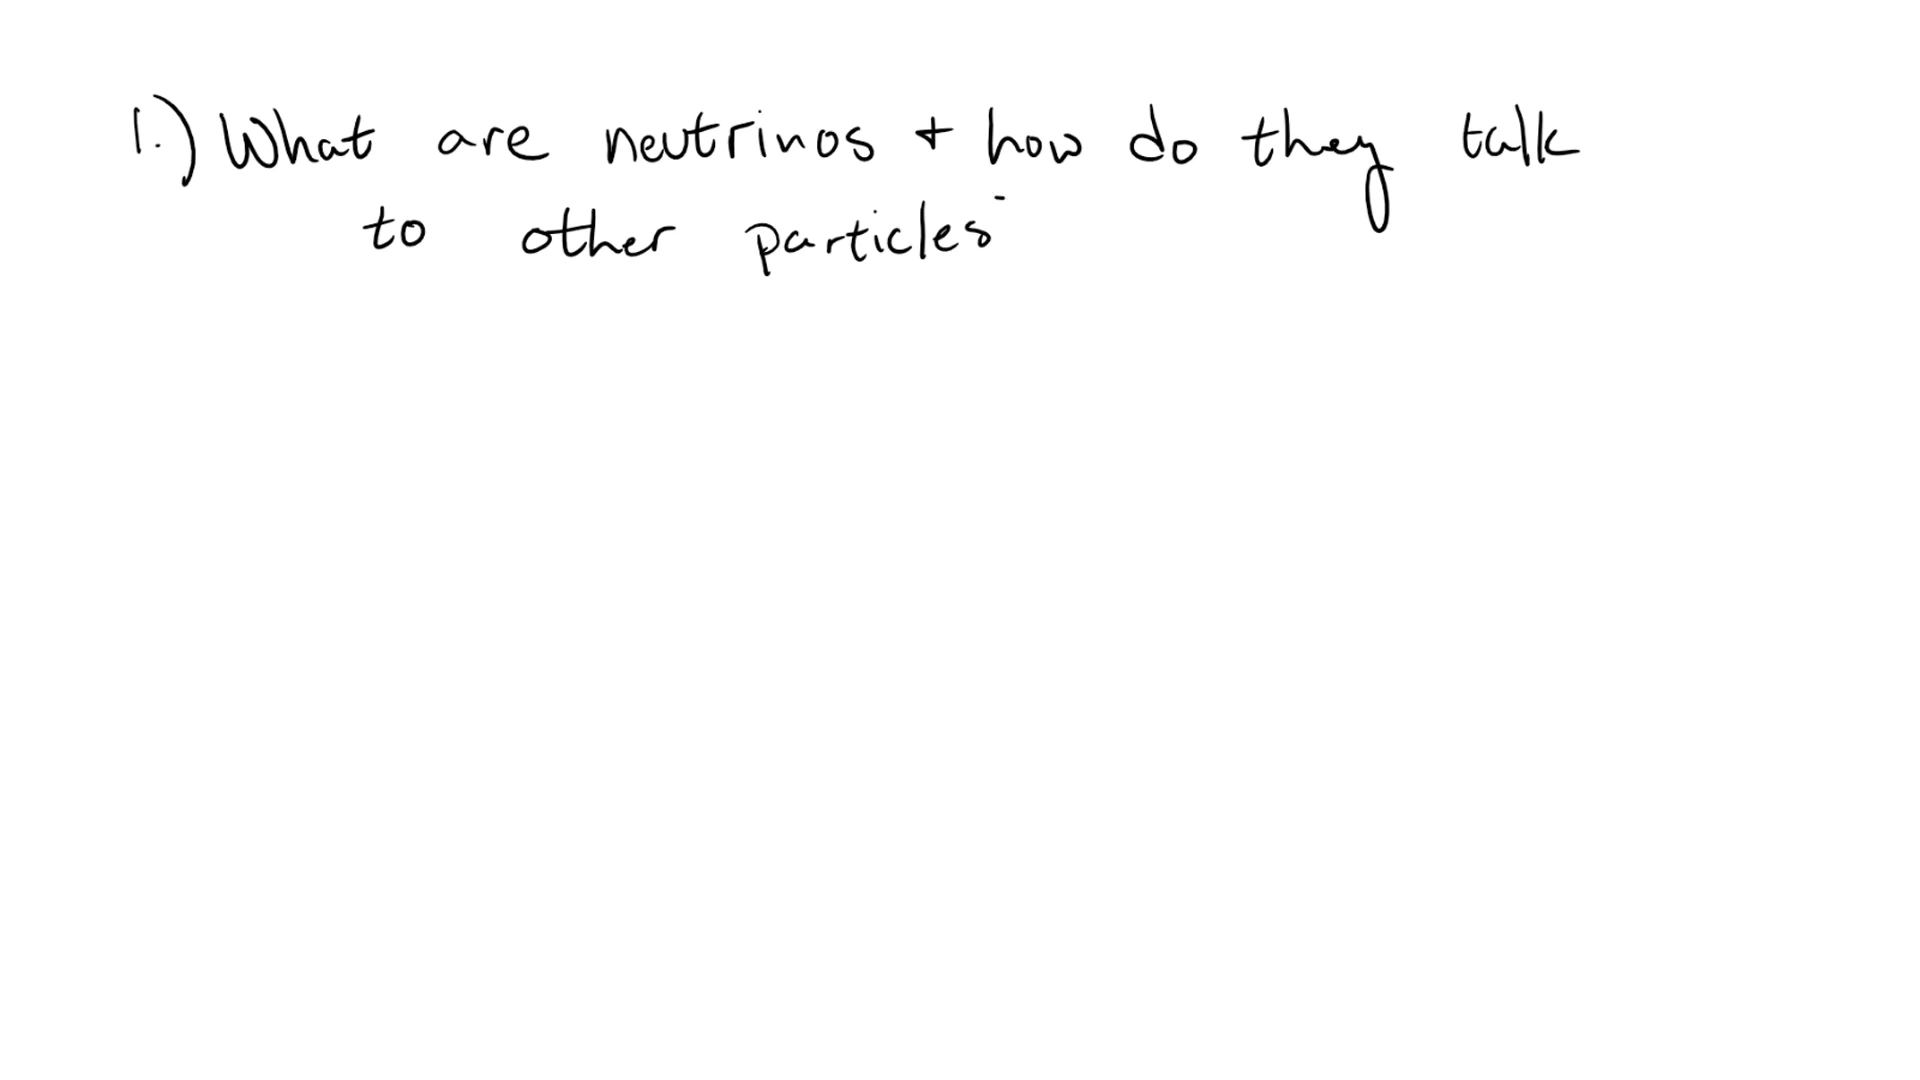 1.) What are neutrinos + how do they talk
to other particles